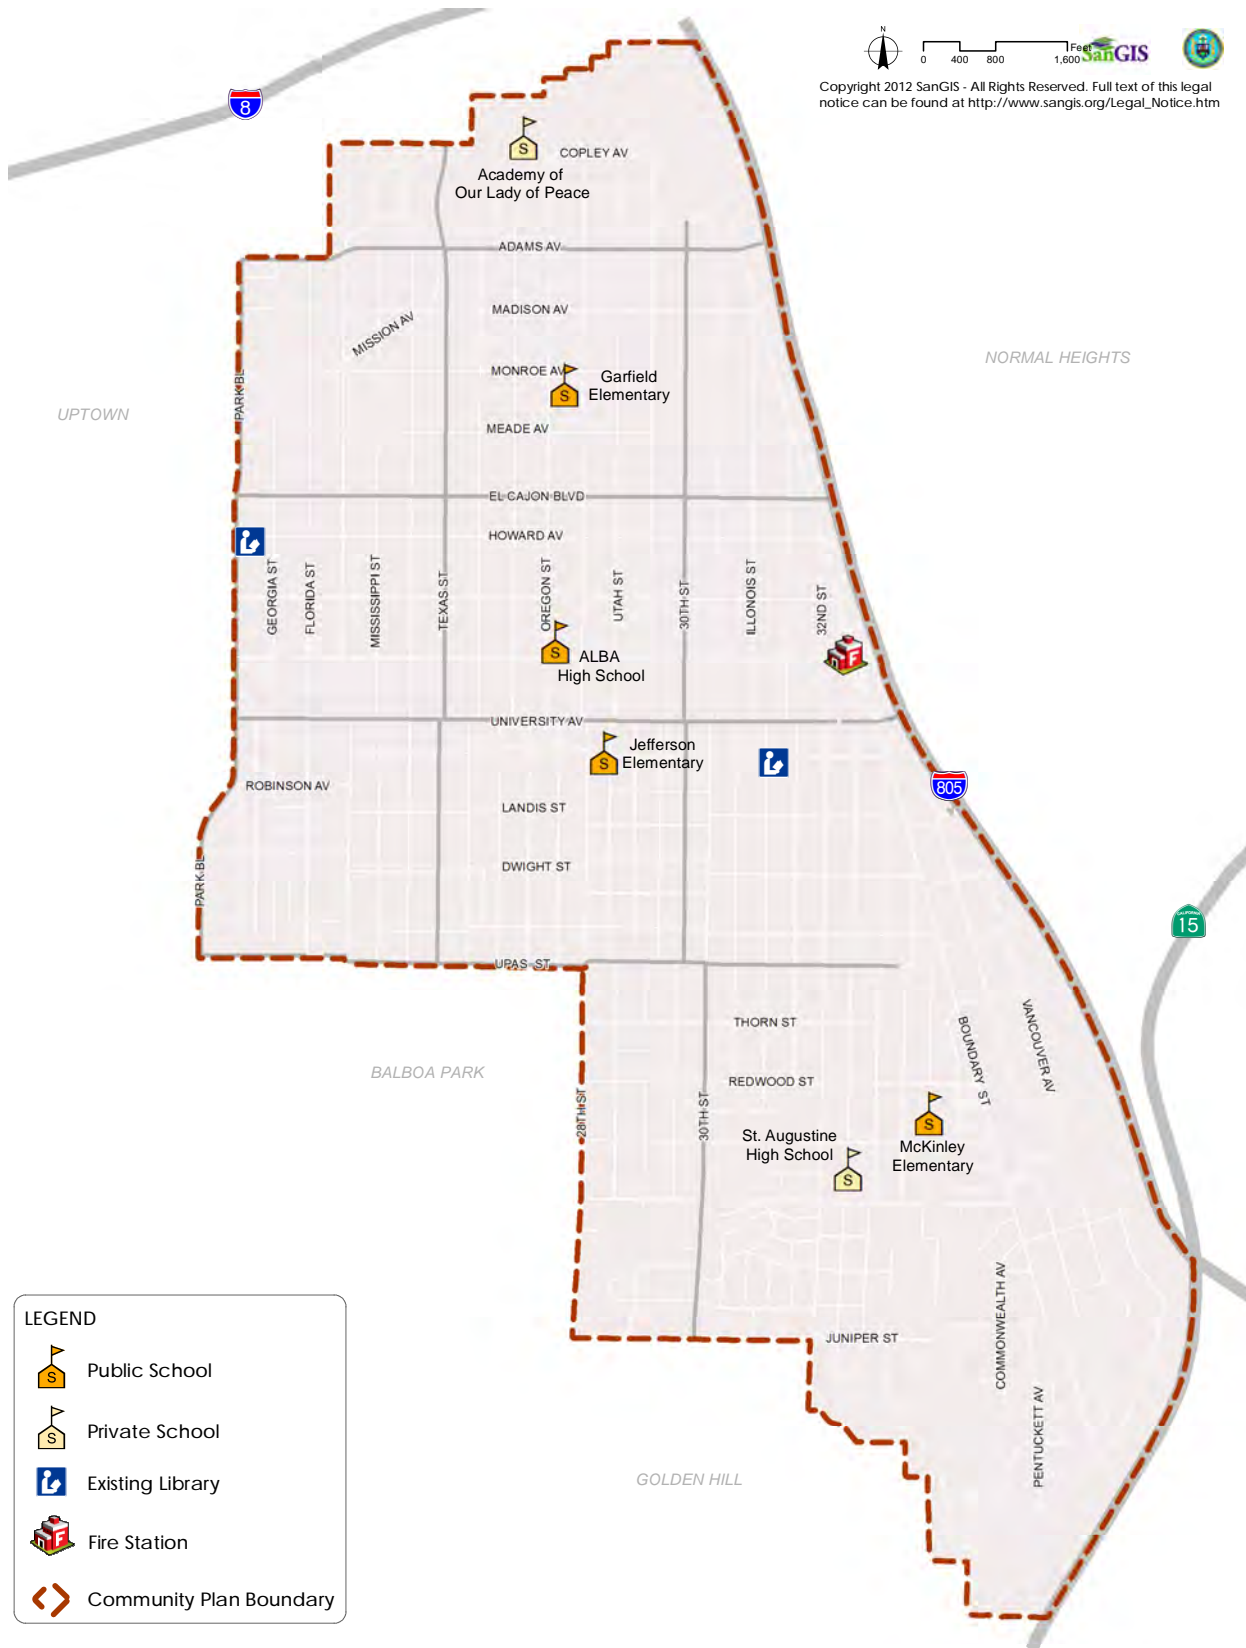 N
0 400 800 1,600
Feet
SanGIS
Copyright 2012 SanGIS - All Rights Reserved. Full text of this legal
notice can be found at http://www.sangis.org/Legal_Notice.htm
8
S
COPLEY AV
Academy of
Our Lady of Peace
ADAMS AV
MADISON AV
MISSION AV
NORMAL HEIGHTS
MONROE AV
Garfield
Elementary
S
PARK BL
UPTOWN
MEADE AV
EL CAJON BLVD
HOWARD AV
GEORGIA ST
FLORIDA ST
MISSISSIPPI ST
TEXAS ST
OREGON ST
UTAH ST
30TH ST
ILLONOIS ST
32ND ST
S
ALBA
High School
F
UNIVERSITY AV
Jefferson
Elementary
S
ROBINSON AV
805
LANDIS ST
DWIGHT ST
PARK BL
CALIFORNIA
15
UPAS ST
THORN ST
BOUNDARY ST
VANCOUVER AV
BALBOA PARK
REDWOOD ST
28TH ST
30TH ST
S
St. Augustine
High School
McKinley
Elementary
S
COMMONWEALTH AV
JUNIPER ST
PENTUCKETT AV
GOLDEN HILL
LEGEND
S
Public School
S
Private School
Existing Library
F
Fire Station
Community Plan Boundary